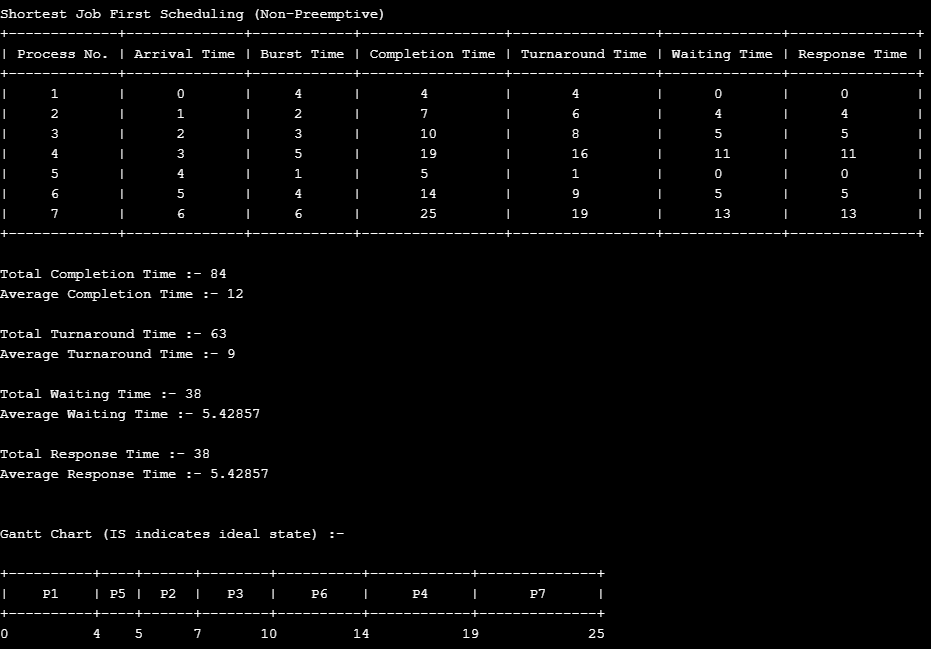 Shortest Job First Scheduling (Non-Preemptive)
+-------------+--------------+------------+-----------------+-----------------+--------------+---------------+
| Process No. | Arrival Time | Burst Time | Completion Time | Turnaround Time | Waiting Time | Response Time |
+-------------+--------------+------------+-----------------+-----------------+--------------+---------------+
|     1       |      0       |     4      |       4         |       4         |      0       |      0        |
|     2       |      1       |     2      |       7         |       6         |      4       |      4        |
|     3       |      2       |     3      |       10        |       8         |      5       |      5        |
|     4       |      3       |     5      |       19        |       16        |      11      |      11       |
|     5       |      4       |     1      |       5         |       1         |      0       |      0        |
|     6       |      5       |     4      |       14        |       9         |      5       |      5        |
|     7       |      6       |     6      |       25        |       19        |      13      |      13       |
+-------------+--------------+------------+-----------------+-----------------+--------------+---------------+
Total Completion Time :- 84
Average Completion Time :- 12
Total Turnaround Time :- 63
Average Turnaround Time :- 9
Total Waiting Time :- 38
Average Waiting Time :- 5.42857
Total Response Time :- 38
Average Response Time :- 5.42857
Gantt Chart (IS indicates ideal state) :-
+----------+----+------+--------+----------+------------+--------------+
|    P1    | P5 |  P2  |   P3   |    P6    |     P4     |      P7      |
+----------+----+------+--------+----------+------------+--------------+
0          4    5      7       10         14           19             25